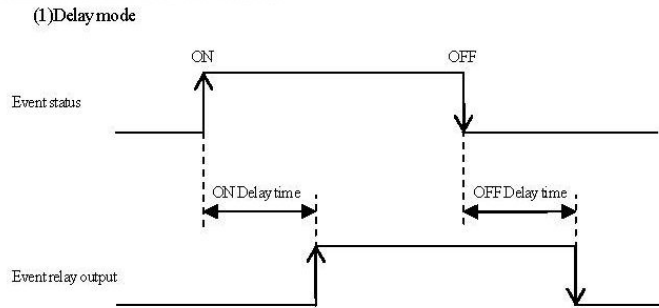 (1)Delay mode
ON OFF
Event status
ON Delay time OFF Delay time
Event relay output